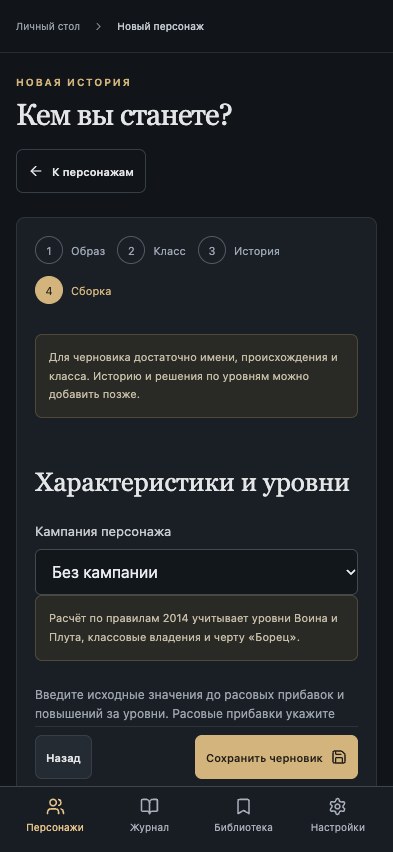 Личный стол > Новый персонаж
НОВАЯ ИСТОРИЯ
Кем вы станете?
← К персонажам
1 Образ 2 Класс 3 История
4 Сборка
Для черновика достаточно имени, происхождения и
класса. Историю и решения по уровням можно
добавить позже.
Характеристики и уровни
Кампания персонажа
Без кампании
Расчёт по правилам 2014 учитывает уровни Воина и
Плута, классовые владения и черту «Борец».
Введите исходные значения до расовых прибавок и
повышений за уровни. Расовые прибавки укажите
Назад Сохранить черновик
Персонажи Журнал Библиотека Настройки